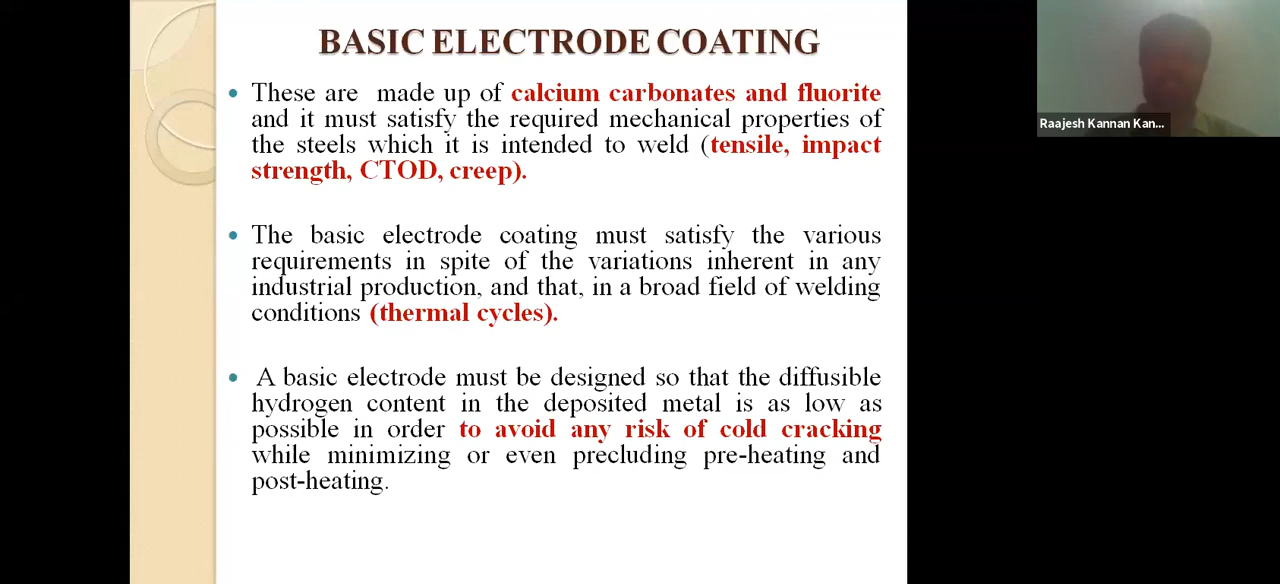 BASIC ELECTRODE COATING
• These are made up of calcium carbonates and fluorite
and it must satisfy the required mechanical properties of
the steels which it is intended to weld (tensile, impact
strength, CTOD, creep).
• The basic electrode coating must satisfy the various
requirements in spite of the variations inherent in any
industrial production, and that, in a broad field of welding
conditions (thermal cycles).
• A basic electrode must be designed so that the diffusible
hydrogen content in the deposited metal is as low as
possible in order to avoid any risk of cold cracking
while minimizing or even precluding pre-heating and
post-heating.
Raajesh Kannan Kan...